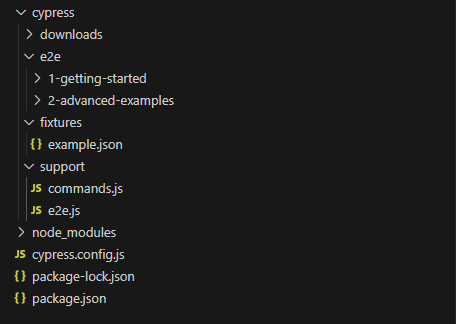 cypress
downloads
e2e
1-getting-started
2-advanced-examples
fixtures
{} example.json
support
JS commands.js
JS e2e.js
node_modules
JS cypress.config.js
{} package-lock.json
{} package.json